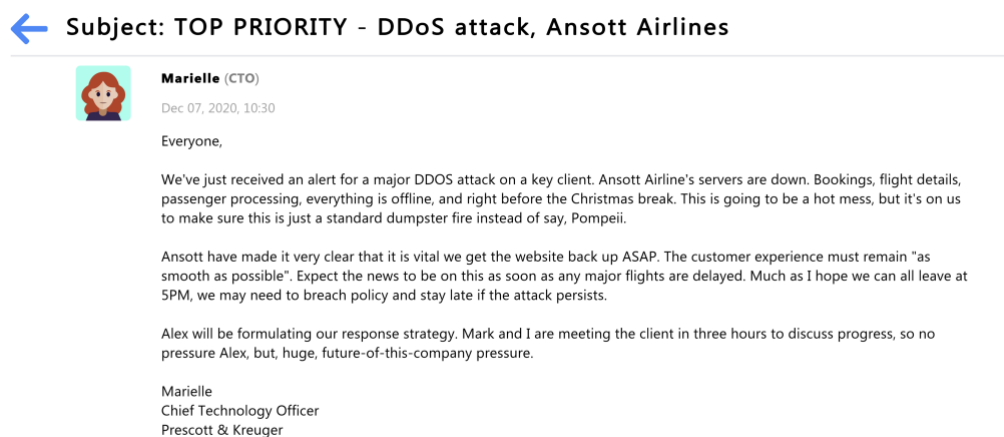 Subject: TOP PRIORITY - DDoS attack, Ansott Airlines
Marielle (CTO)
Dec 07, 2020, 10:30
Everyone,
We've just received an alert for a major DDOS attack on a key client. Ansott Airline's servers are down. Bookings, flight details,
passenger processing, everything is offline, and right before the Christmas break. This is going to be a hot mess, but it's on us
to make sure this is just a standard dumpster fire instead of say, Pompeii.
Ansott have made it very clear that it is vital we get the website back up ASAP. The customer experience must remain "as
smooth as possible". Expect the news to be on this as soon as any major flights are delayed. Much as I hope we can all leave at
5PM, we may need to breach policy and stay late if the attack persists.
Alex will be formulating our response strategy. Mark and I are meeting the client in three hours to discuss progress, so no
pressure Alex, but, huge, future-of-this-company pressure.
Marielle
Chief Technology Officer
Prescott & Kreuger